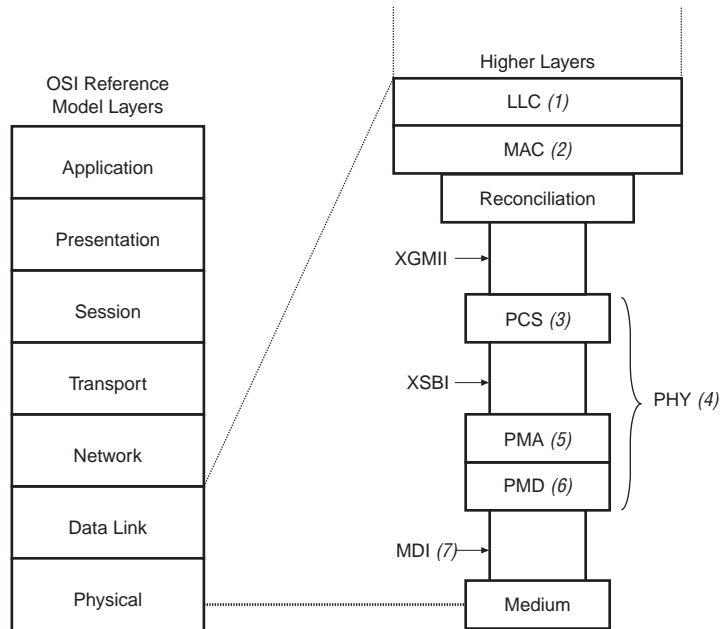 OSI Reference
Model Layers
Application
Presentation
Session
Transport
Network
Data Link
Physical
Higher Layers
LLC (1)
MAC (2)
Reconciliation
XGMII
PCS (3)
XSBI
PHY (4)
PMA (5)
PMD (6)
MDI (7)
Medium